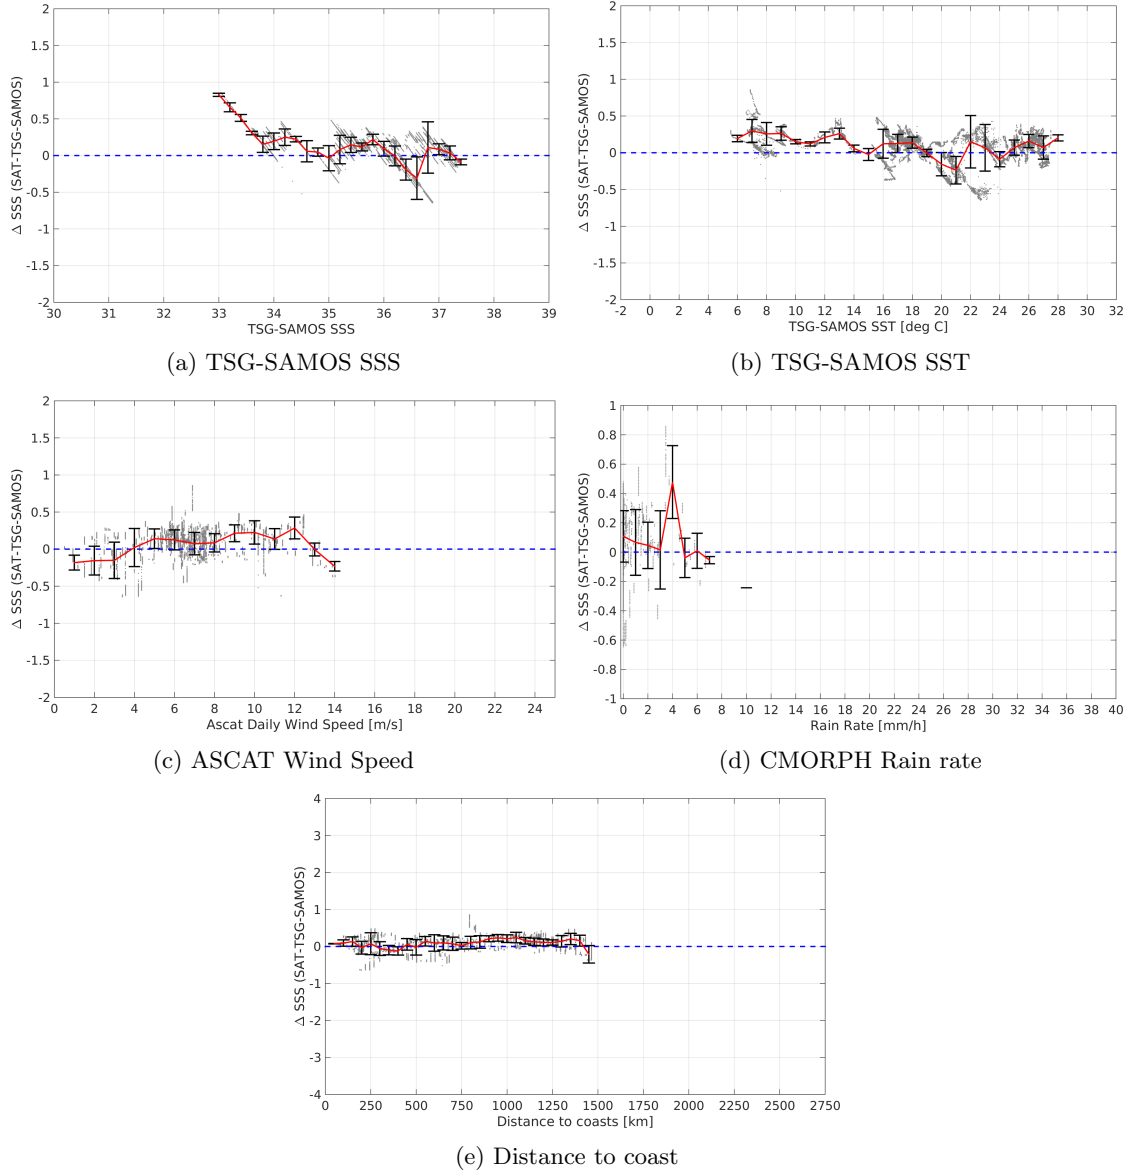 2
1.5
1
0.5
0
-0.5
-1
-1.5
-2
Δ SSS (SAT-TSG-SAMOS)
30 31 32 33 34 35 36 37 38 39
TSG-SAMOS SSS
(a) TSG-SAMOS SSS
2
1.5
1
0.5
0
-0.5
-1
-1.5
-2
Δ SSS (SAT-TSG-SAMOS)
-2 0 2 4 6 8 10 12 14 16 18 20 22 24 26 28 30 32
TSG-SAMOS SST [deg C]
(b) TSG-SAMOS SST
2
1.5
1
0.5
0
-0.5
-1
-1.5
-2
Δ SSS (SAT-TSG-SAMOS)
0 2 4 6 8 10 12 14 16 18 20 22 24
Ascat Daily Wind Speed [m/s]
(c) ASCAT Wind Speed
1
0.8
0.6
0.4
0.2
0
-0.2
-0.4
-0.6
-0.8
-1
Δ SSS (SAT-TSG-SAMOS)
0 2 4 6 8 10 12 14 16 18 20 22 24 26 28 30 32 34 36 38 40
Rain Rate [mm/h]
(d) CMORPH Rain rate
4
3
2
1
0
-1
-2
-3
-4
Δ SSS (SAT-TSG-SAMOS)
0 250 500 750 1000 1250 1500 1750 2000 2250 2500 2750
Distance to coasts [km]
(e) Distance to coast